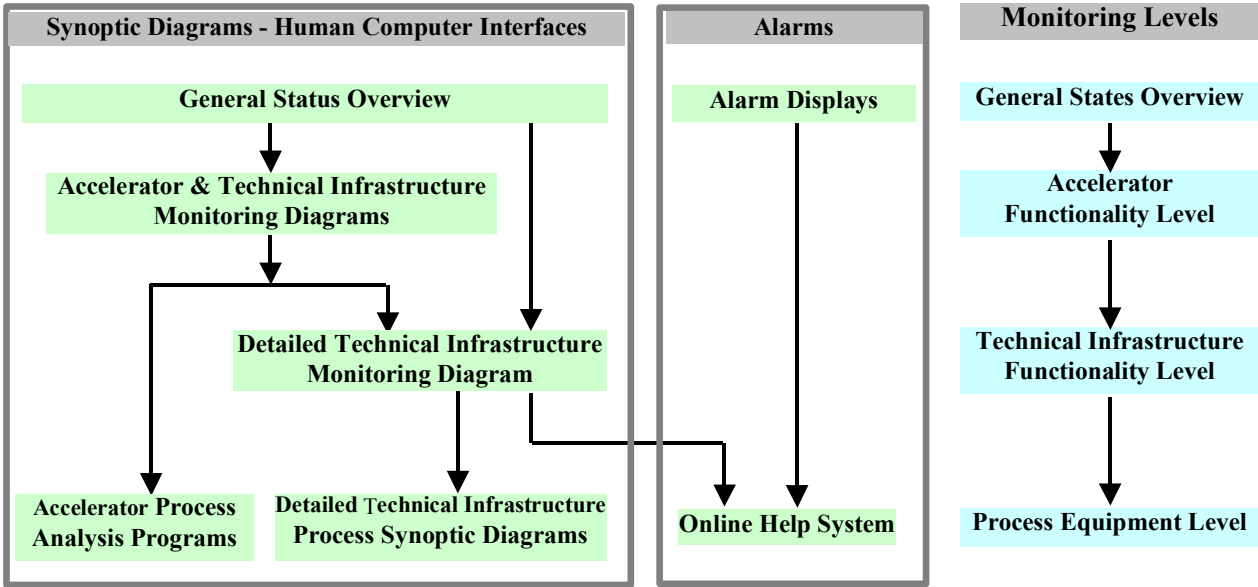 Synoptic Diagrams - Human Computer Interfaces
General Status Overview
Accelerator & Technical Infrastructure
Monitoring Diagrams
Detailed Technical Infrastructure
Monitoring Diagram
Accelerator Process
Analysis Programs
Detailed Technical Infrastructure
Process Synoptic Diagrams
Alarms
Alarm Displays
Online Help System
Monitoring Levels
General States Overview
Accelerator
Functionality Level
Technical Infrastructure
Functionality Level
Process Equipment Level